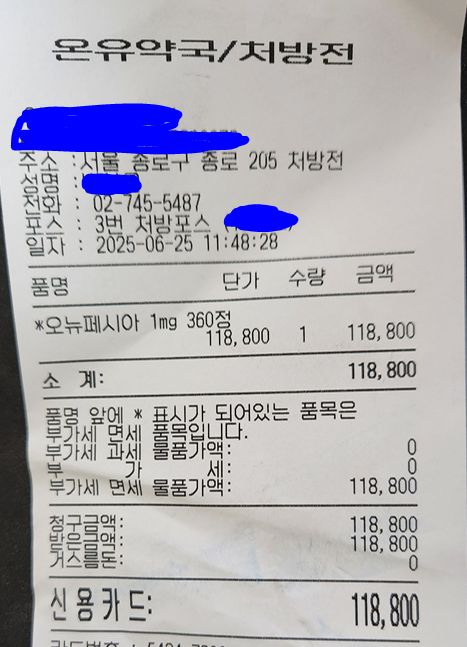 온유약국/처방전
주소 :서울 종로구 종로 205 처방전
성명 :
전화 : 02-745-5487
포스 : 3번 처방포스 ( )
일자 : 2025-06-25 11:48:28
품명 단가 수량 금액
*오뉴페시아 1mg 360정
118,800 1 118,800
소 계: 118,800
품명 앞에 * 표시가 되어있는 품목은
부가세 면세 품목입니다.
부가세 과세 물품가액: 0
부 가 세: 0
부가세 면세 물품가액: 118,800
청구금액: 118,800
받은금액: 118,800
거스름돈: 0
신용카드: 118,800